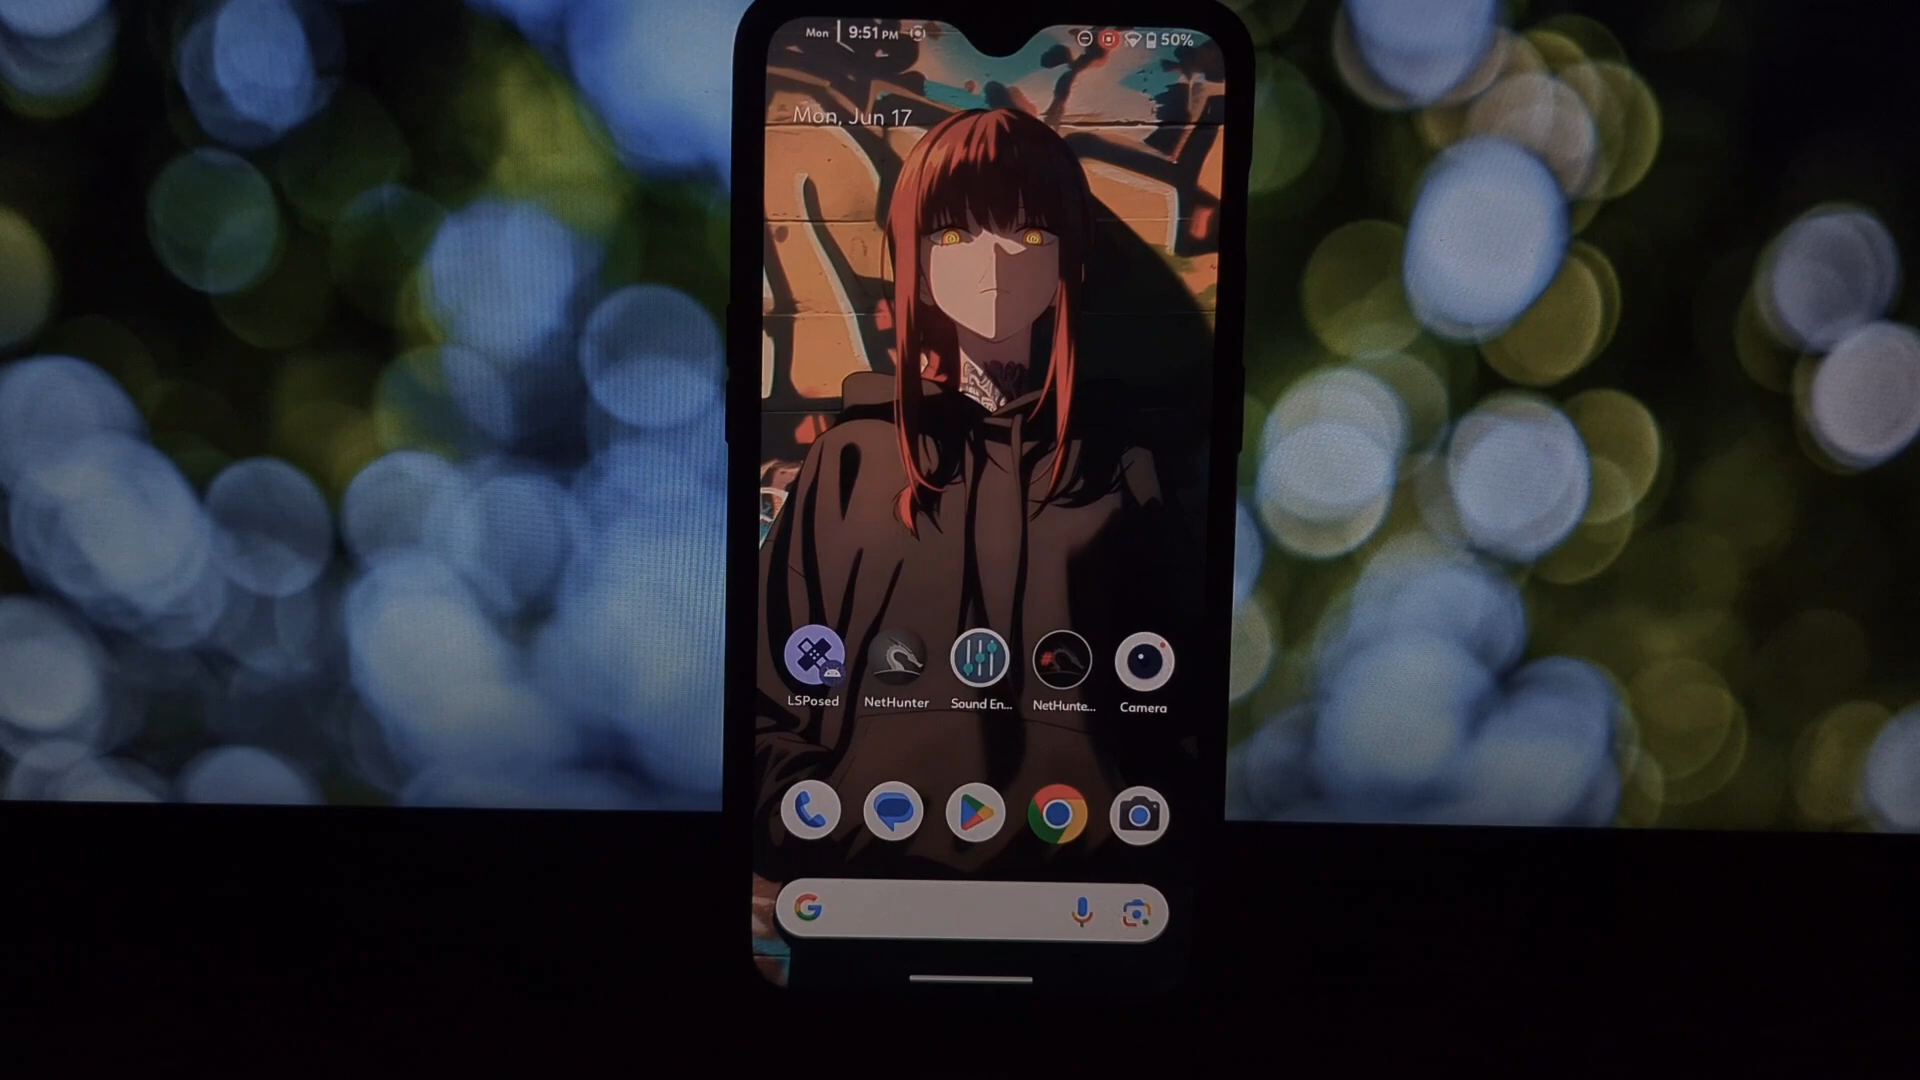 Mon | 9:51 PM 50%
Mon, Jun 17
LSPosed NetHunter Sound En... NetHunte... Camera